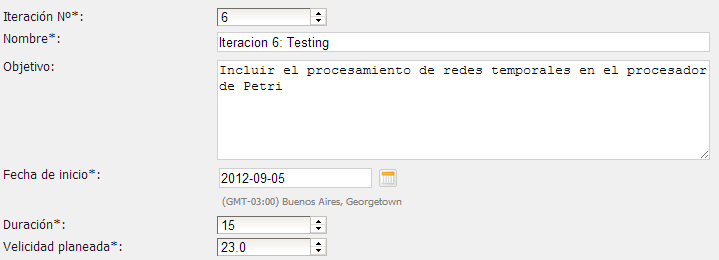 Iteración Nº*: 6
Nombre*: Iteracion 6: Testing
Objetivo: Incluir el procesamiento de redes temporales en el procesador
de Petri
Fecha de inicio*: 2012-09-05
(GMT-03:00) Buenos Aires, Georgetown
Duración*: 15
Velicidad planeada*: 23.0